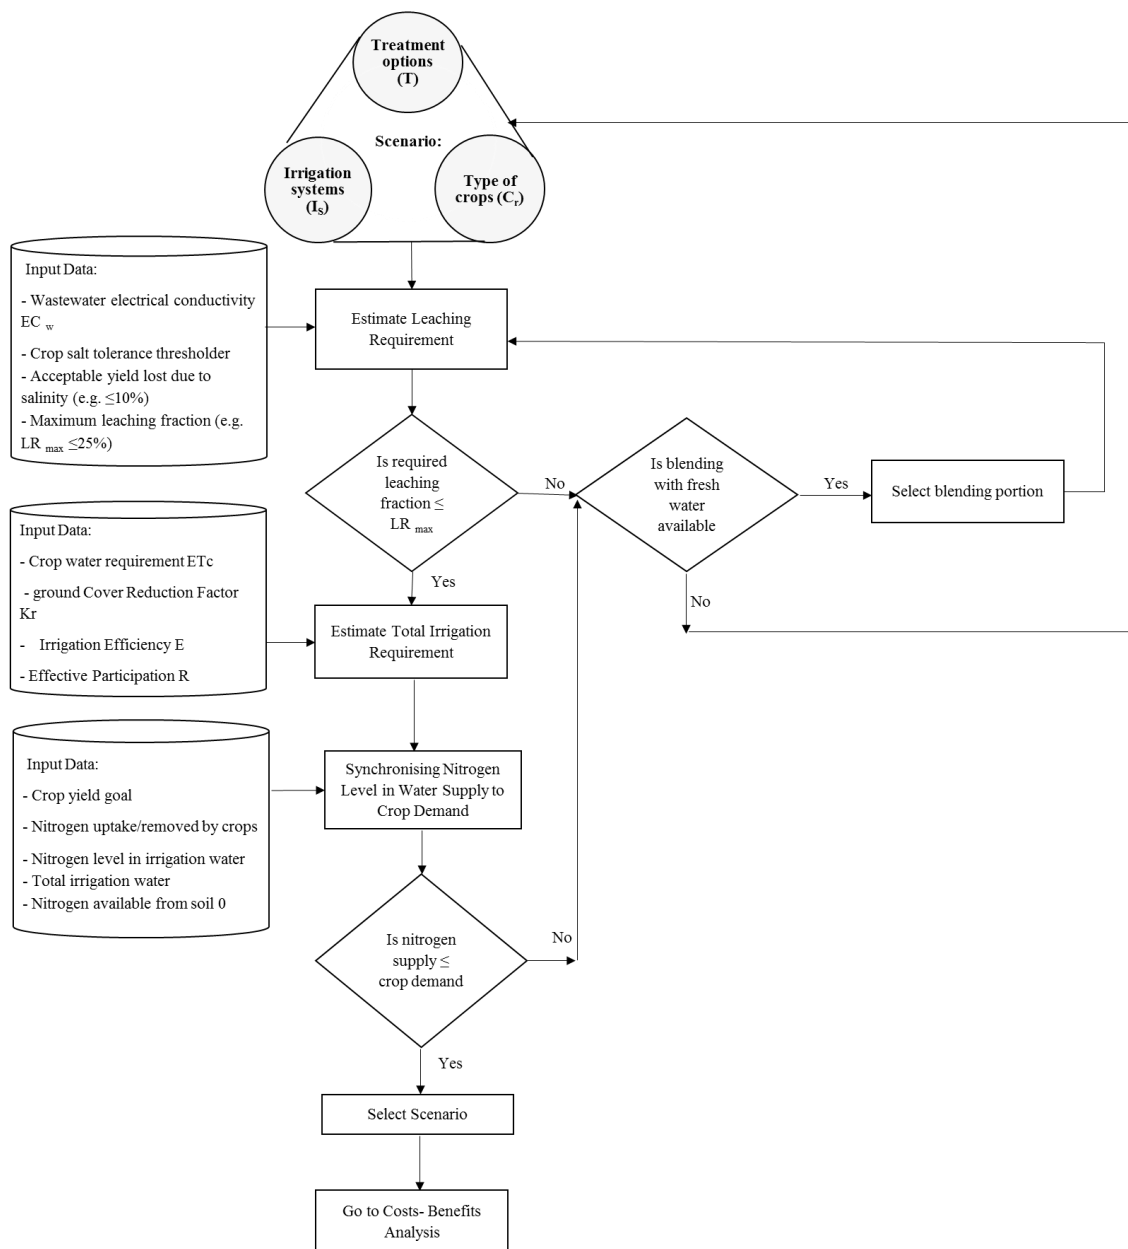 Treatment
options
(T)
Scenario:
Irrigation
systems
(Is)
Type of
crops (Cr)
Input Data:
- Wastewater electrical conductivity
EC w
- Crop salt tolerance thresholder
- Acceptable yield lost due to
salinity (e.g. ≤10%)
- Maximum leaching fraction (e.g.
LR max ≤25%)
Estimate Leaching
Requirement
Is required
leaching
fraction ≤
LR max
No
Is blending
with fresh
water
available
Yes
Select blending portion
No
Yes
Input Data:
- Crop water requirement ETc
- ground Cover Reduction Factor
Kr
- Irrigation Efficiency E
- Effective Participation R
Estimate Total Irrigation
Requirement
Input Data:
- Crop yield goal
- Nitrogen uptake/removed by crops
- Nitrogen level in irrigation water
- Total irrigation water
- Nitrogen available from soil 0
Synchronising Nitrogen
Level in Water Supply to
Crop Demand
Is nitrogen
supply ≤
crop demand
No
Yes
Select Scenario
Go to Costs- Benefits
Analysis